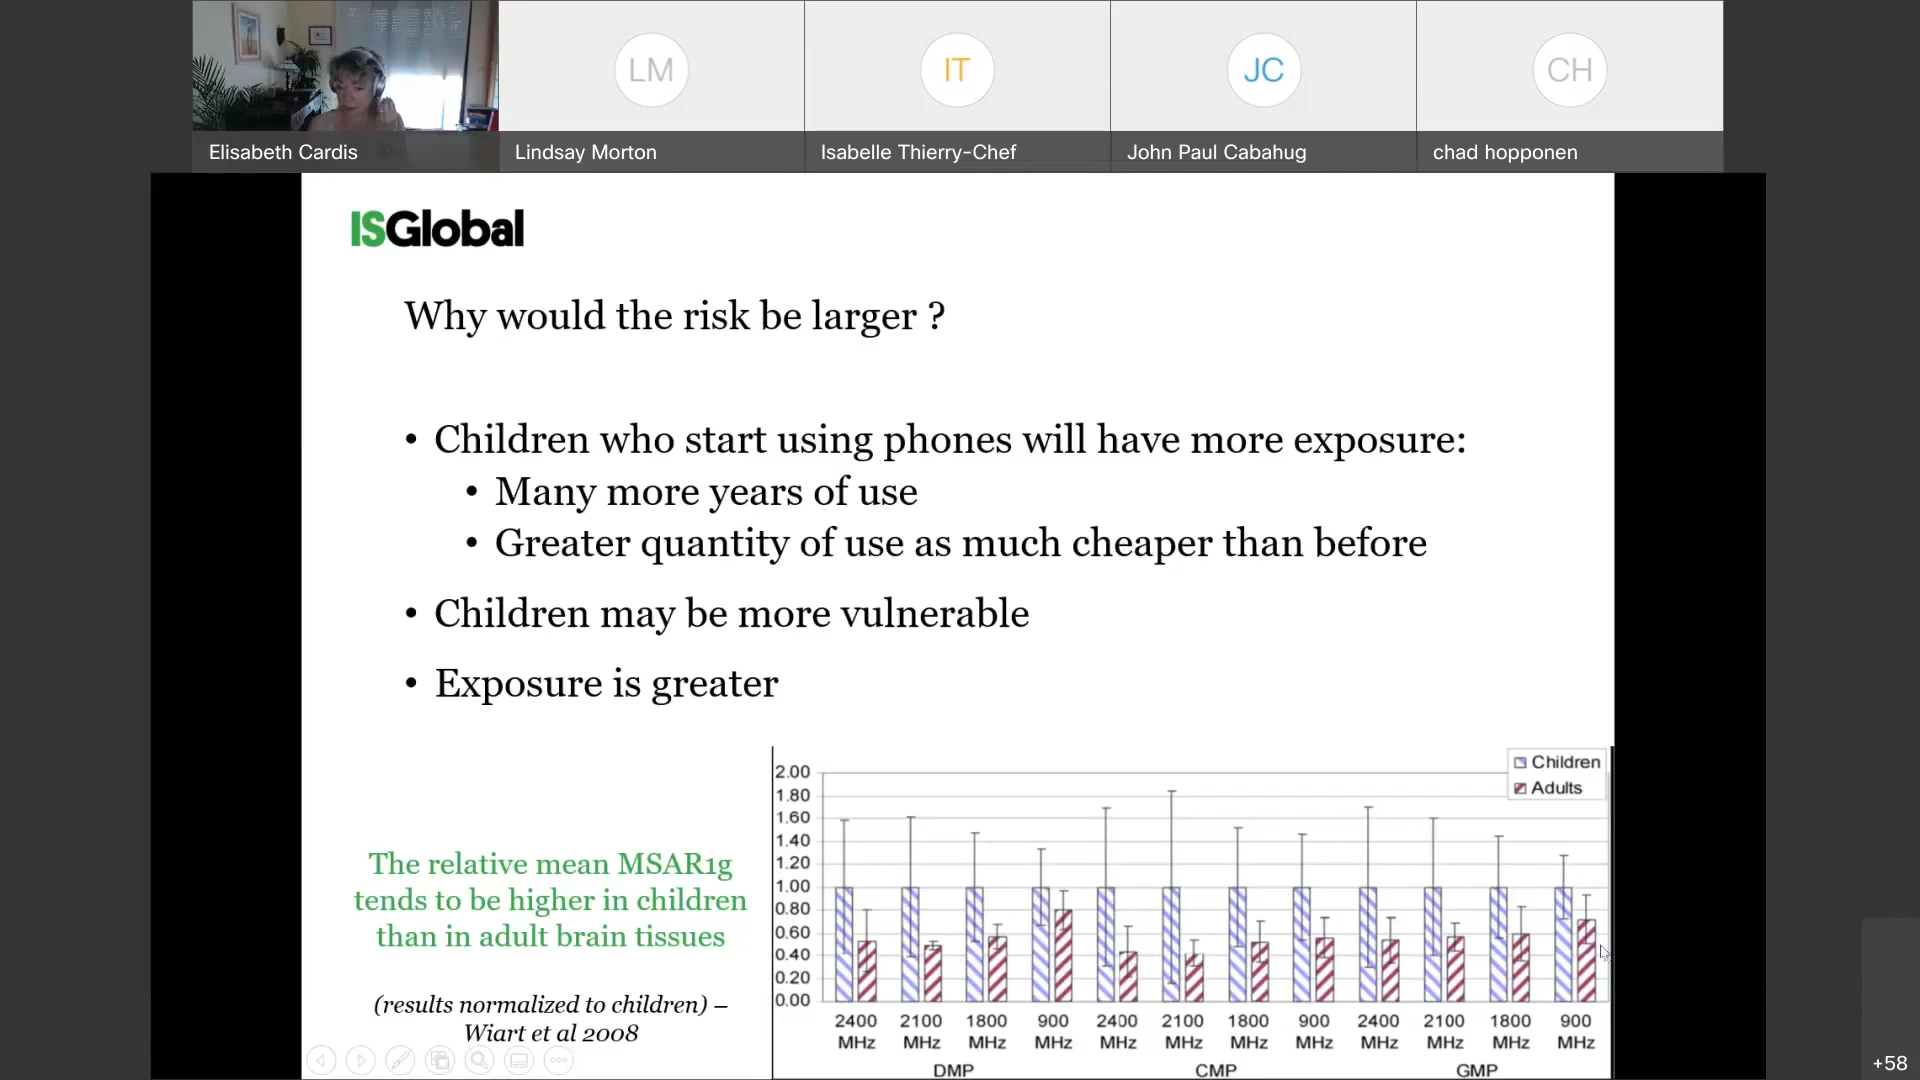 LM
IT
JC
CH
Elisabeth Cardis
Lindsay Morton
Isabelle Thierry-Chef
John Paul Cabahug
chad hopponen
ISGlobal
Why would the risk be larger ?
• Children who start using phones will have more exposure:
• Many more years of use
• Greater quantity of use as much cheaper than before
• Children may be more vulnerable
• Exposure is greater
The relative mean MSAR1g
tends to be higher in children
than in adult brain tissues
(results normalized to children) –
Wiart et al 2008
Children
Adults
2.00
1.80
1.60
1.40
1.20
1.00
0.80
0.60
0.40
0.20
0.00
2400 2100 1800 900 2400 2100 1800 900 2400 2100 1800 900
MHz MHz MHz MHz MHz MHz MHz MHz MHz MHz MHz MHz
DMP CMP GMP
+58